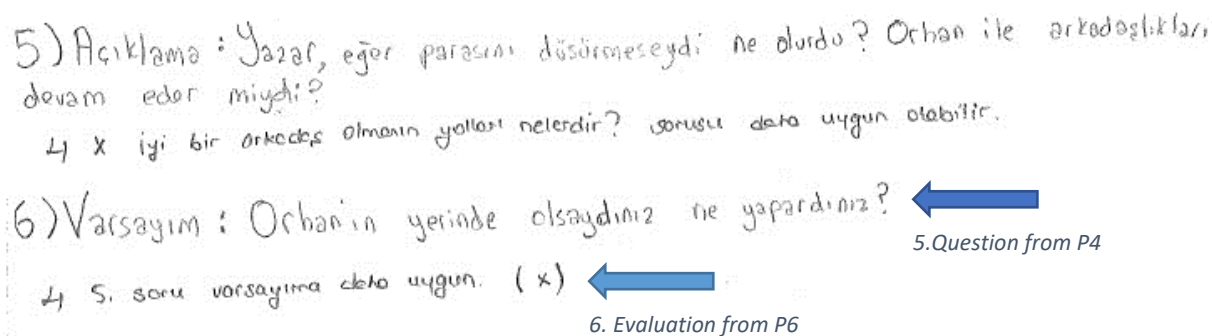 5) Açıklama : Yazar, eğer parasını düşürmeseydi ne olurdu? Orhan ile arkadaşlıkları
devam eder miydi?
↳ x iyi bir arkadaş olmanın yolları nelerdir? sorusu daha uygun olabilir.
6) Varsayım : Orhan'ın yerinde olsaydınız ne yapardınız?
5.Question from P4
↳ 5. soru varsayıma daha uygun. (x)
6. Evaluation from P6